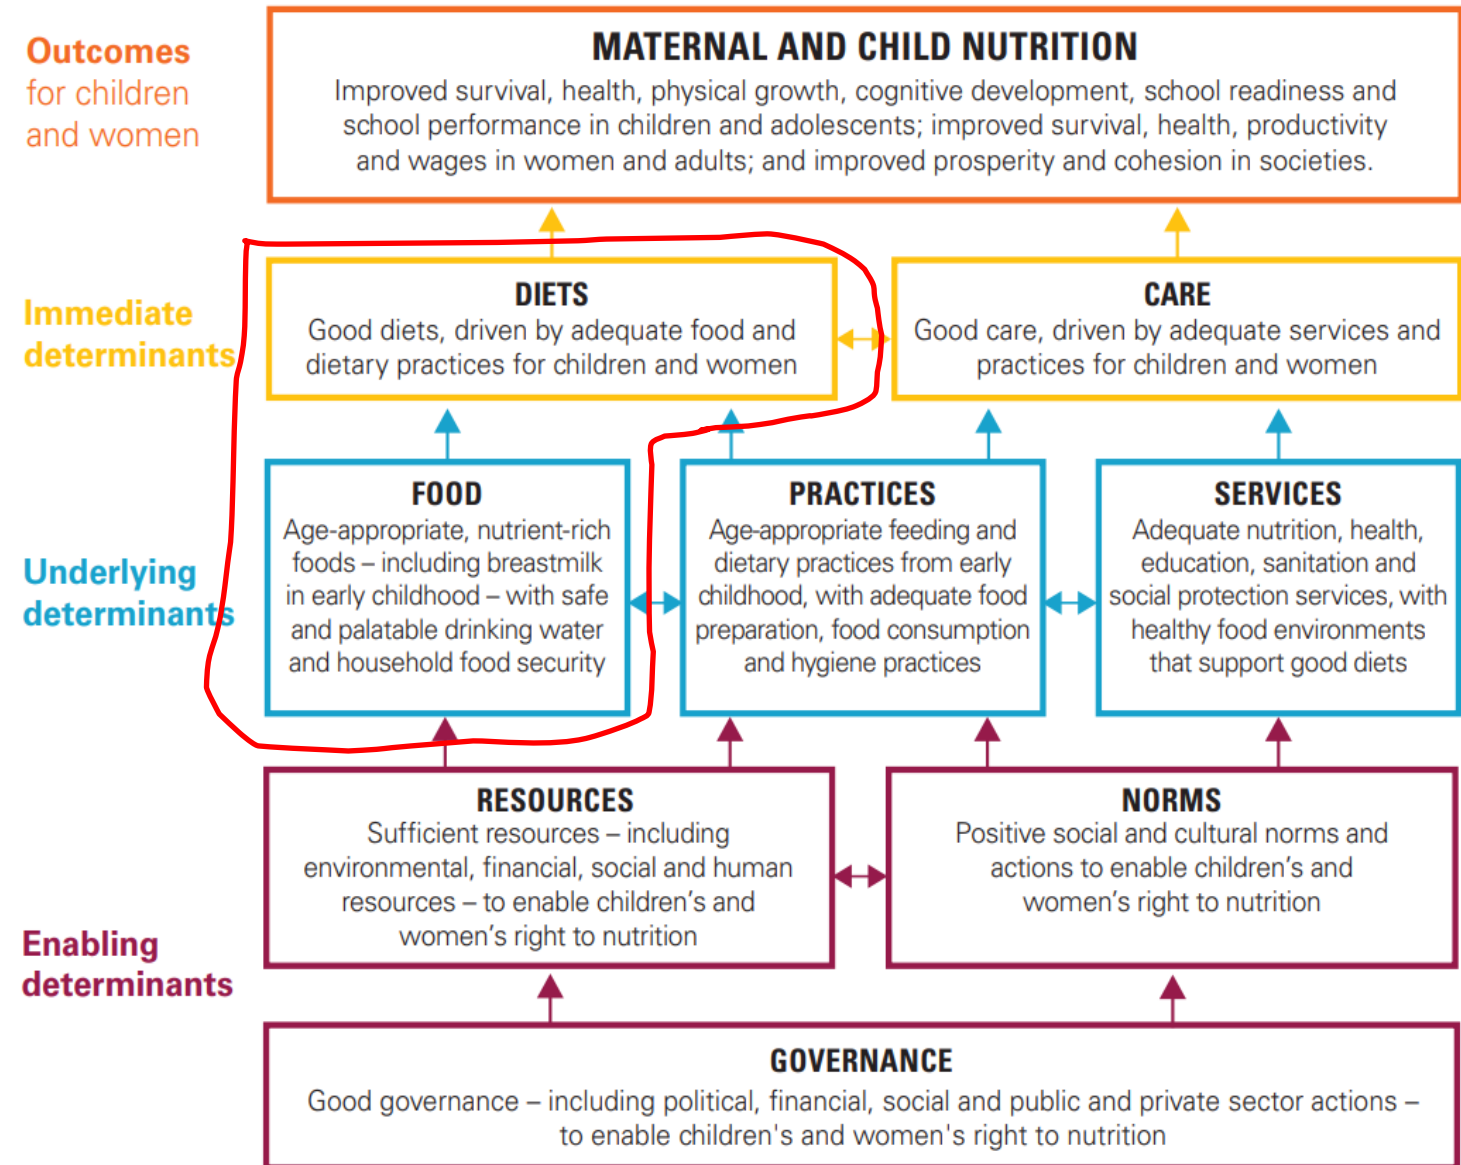 Outcomes
for children
and women
MATERNAL AND CHILD NUTRITION
Improved survival, health, physical growth, cognitive development, school readiness and
school performance in children and adolescents; improved survival, health, productivity
and wages in women and adults; and improved prosperity and cohesion in societies.
Immediate
determinants
DIETS
Good diets, driven by adequate food and
dietary practices for children and women
CARE
Good care, driven by adequate services and
practices for children and women
Underlying
determinants
FOOD
Age-appropriate, nutrient-rich
foods – including breastmilk
in early childhood – with safe
and palatable drinking water
and household food security
PRACTICES
Age-appropriate feeding and
dietary practices from early
childhood, with adequate food
preparation, food consumption
and hygiene practices
SERVICES
Adequate nutrition, health,
education, sanitation and
social protection services, with
healthy food environments
that support good diets
Enabling
determinants
RESOURCES
Sufficient resources – including
environmental, financial, social and human
resources – to enable children’s and
women’s right to nutrition
NORMS
Positive social and cultural norms and
actions to enable children’s and
women’s right to nutrition
GOVERNANCE
Good governance – including political, financial, social and public and private sector actions –
to enable children's and women's right to nutrition